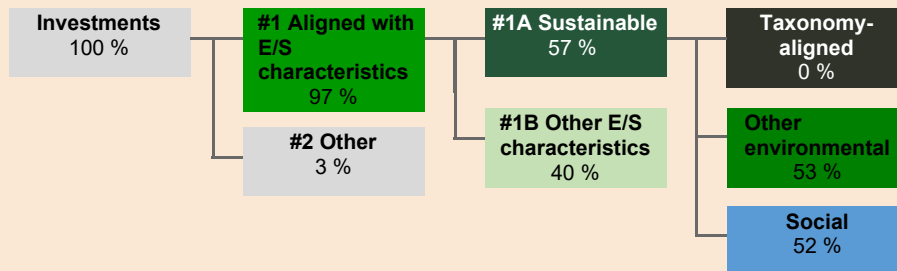 Investments
100 %
#1 Aligned with
E/S
characteristics
97 %
#2 Other
3 %
#1A Sustainable
57 %
#1B Other E/S
characteristics
40 %
Taxonomy-
aligned
0 %
Other
environmental
53 %
Social
52 %